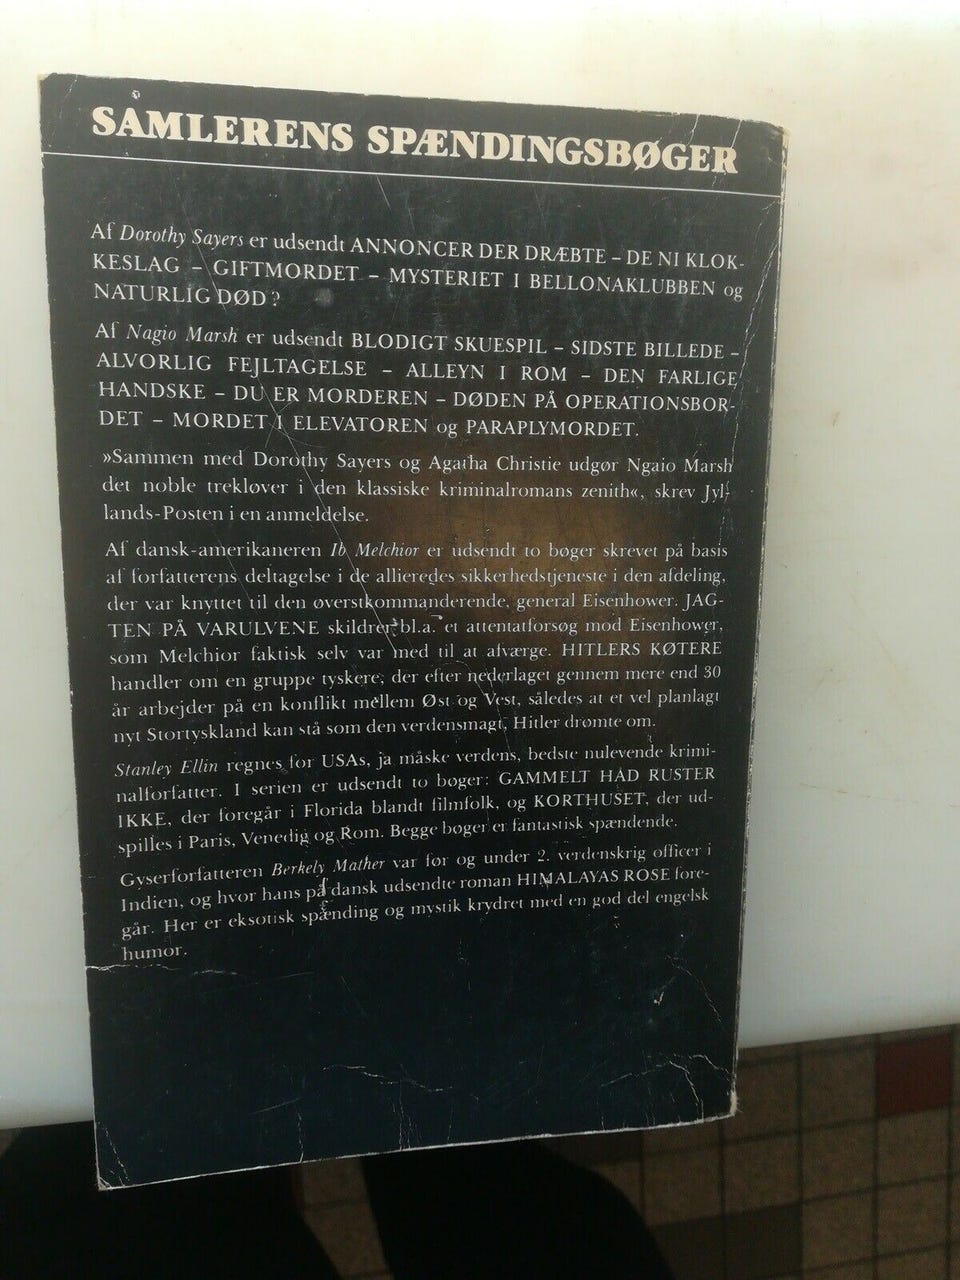 SAMLERENS SPÆNDINGSBØGER
Af Dorothy Sayers er udsendt ANNONCER DER DRÆBTE – DE NI KLOK-
KESLAG – GIFTMORDET – MYSTERIET I BELLONAKLUBBEN og
NATURLIG DØD?
Af Nagio Marsh er udsendt BLODIGT SKUESPIL – SIDSTE BILLEDE –
ALVORLIG FEJLTAGELSE – ALLEYN I ROM – DEN FARLIGE
HANDSKE – DU ER MORDEREN – DØDEN PÅ OPERATIONSBOR-
DET – MORDET I ELEVATOREN og PARAPLYMORDET.
»Sammen med Dorothy Sayers og Agatha Christie udgør Ngaio Marsh
det noble trekløver i den klassiske kriminalromans zenith«, skrev Jyl-
lands-Posten i en anmeldelse.
Af dansk-amerikaneren Ib Melchior er udsendt to bøger skrevet på basis
af forfatterens deltagelse i de allieredes sikkerhedstjeneste i den afdeling,
der var knyttet til den øverstkommanderende, general Eisenhower. JAG-
TEN PÅ VARULVENE skildrer bl.a. et attentatforsøg mod Eisenhower,
som Melchior faktisk selv var med til at afværge. HITLERS KØTERE
handler om en gruppe tyskere, der efter nederlaget gennem mere end 30
år arbejder på en konflikt mellem Øst og Vest, således at et vel planlagt
nyt Stortyskland kan stå som den verdensmagt, Hitler drømte om.
Stanley Ellin regnes for USAs, ja måske verdens, bedste nulevende krimi-
nalforfatter. I serien er udsendt to bøger: GAMMELT HAD RUSTER
IKKE, der foregår i Florida blandt filmfolk, og KORTHUSET, der ud-
spilles i Paris, Venedig og Rom. Begge bøger er fantastisk spændende.
Gyserforfatteren Berkely Mather var før og under 2. verdenskrig officer i
Indien, og hvor hans på dansk udsendte roman HIMALAYAS ROSE fore-
går. Her er eksotisk spænding og mystik krydret med en god del engelsk
humor.